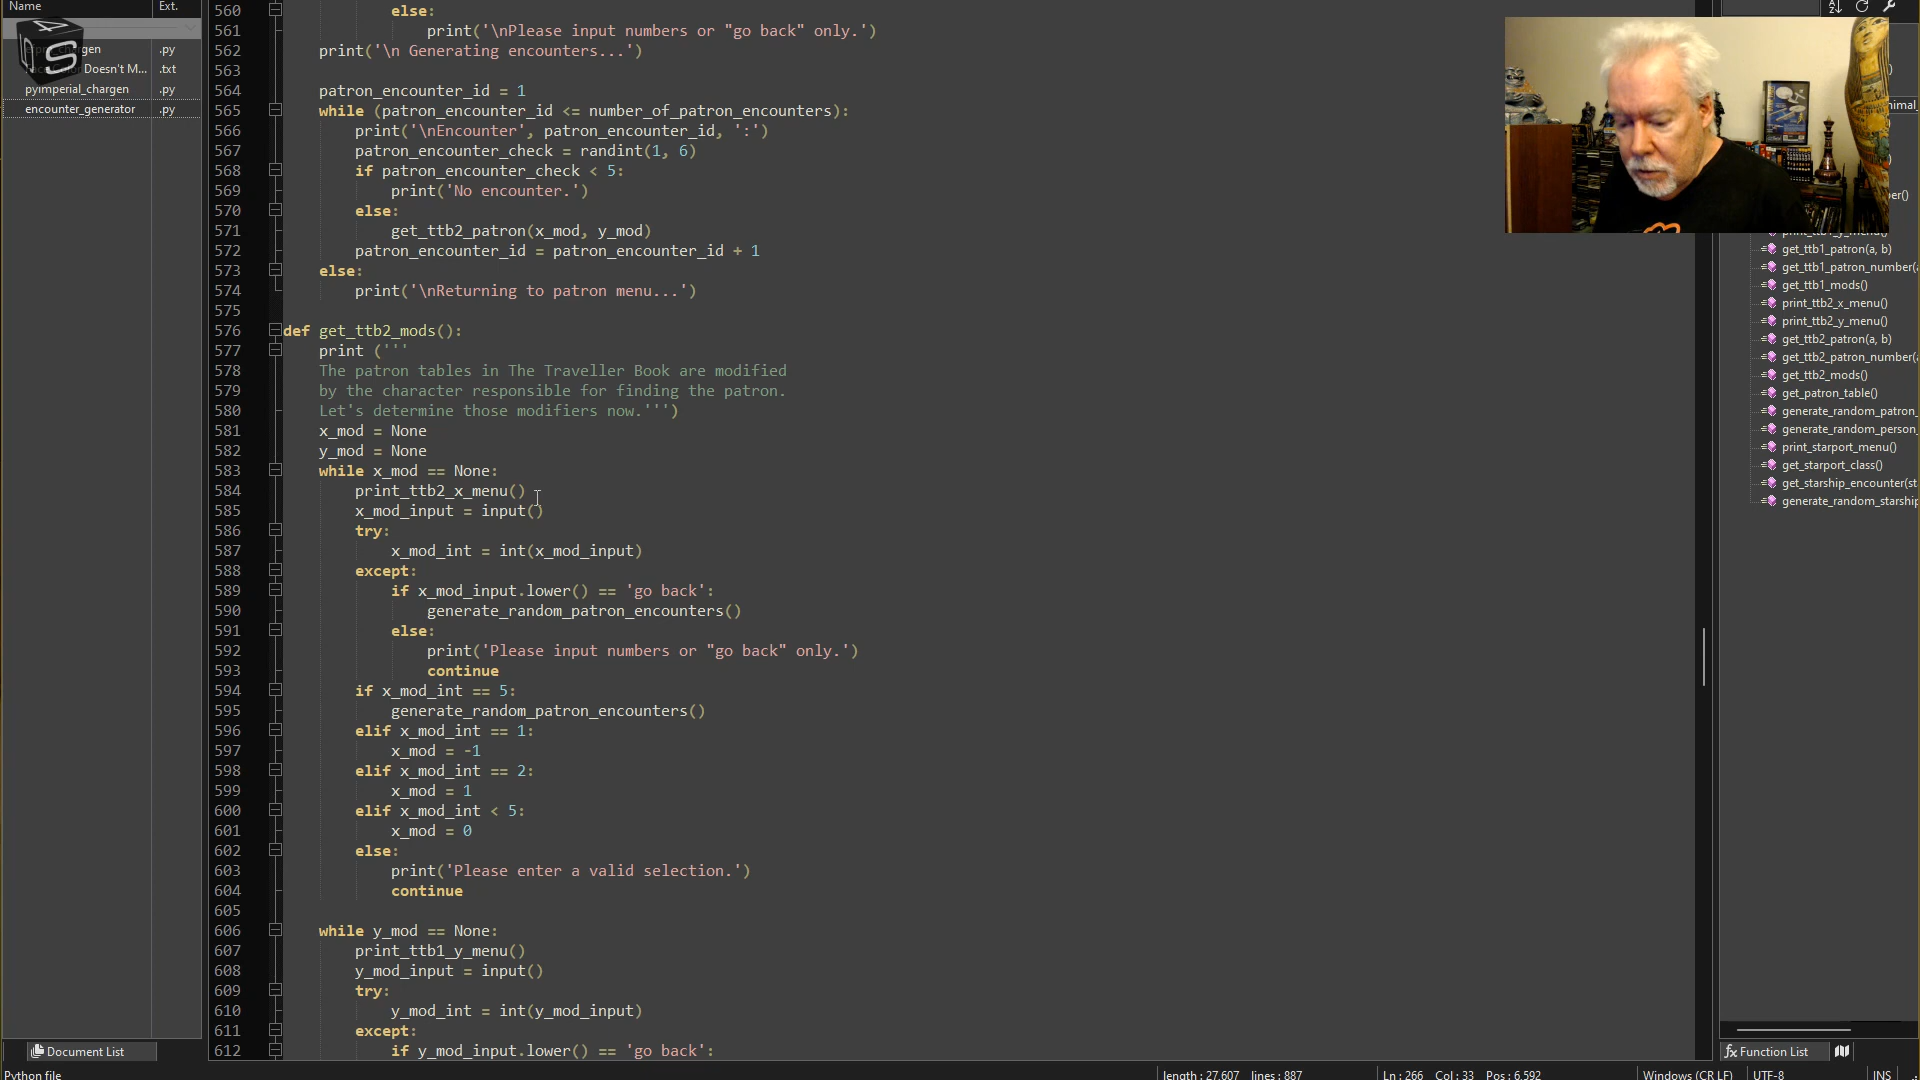 Name Ext.
chargen .py
Doesn't M... .txt
pyimperial_chargen .py
encounter_generator .py
560 else:
561 print('\nPlease input numbers or "go back" only.')
562 print('\n Generating encounters...')
563
564 patron_encounter_id = 1
565 while (patron_encounter_id <= number_of_patron_encounters):
566 print('\nEncounter', patron_encounter_id, ':')
567 patron_encounter_check = randint(1, 6)
568 if patron_encounter_check < 5:
569 print('No encounter.')
570 else:
571 get_ttb2_patron(x_mod, y_mod)
572 patron_encounter_id = patron_encounter_id + 1
573 else:
574 print('\nReturning to patron menu...')
575
576 def get_ttb2_mods():
577 print ('''
578 The patron tables in The Traveller Book are modified
579 by the character responsible for finding the patron.
580 Let's determine those modifiers now.''')
581 x_mod = None
582 y_mod = None
583 while x_mod == None:
584 print_ttb2_x_menu()
585 x_mod_input = input()
586 try:
587 x_mod_int = int(x_mod_input)
588 except:
589 if x_mod_input.lower() == 'go back':
590 generate_random_patron_encounters()
591 else:
592 print('Please input numbers or "go back" only.')
593 continue
594 if x_mod_int == 5:
595 generate_random_patron_encounters()
596 elif x_mod_int == 1:
597 x_mod = -1
598 elif x_mod_int == 2:
599 x_mod = 1
600 elif x_mod_int < 5:
601 x_mod = 0
602 else:
603 print('Please enter a valid selection.')
604 continue
605
606 while y_mod == None:
607 print_ttb1_y_menu()
608 y_mod_input = input()
609 try:
610 y_mod_int = int(y_mod_input)
611 except:
612 if y_mod_input.lower() == 'go back':
print_ttb1_y_menu()
get_ttb1_patron(a, b)
get_ttb1_patron_number(a
get_ttb1_mods()
print_ttb2_x_menu()
print_ttb2_y_menu()
get_ttb2_patron(a, b)
get_ttb2_patron_number(a
get_ttb2_mods()
get_patron_table()
generate_random_patron_
generate_random_person_
print_starport_menu()
get_starport_class()
get_starship_encounter(st
generate_random_starship
Document List
Function List
Python file
length : 27,607 lines : 887
Ln : 266 Col : 33 Pos : 6,592
Windows (CR LF)
UTF-8
INS